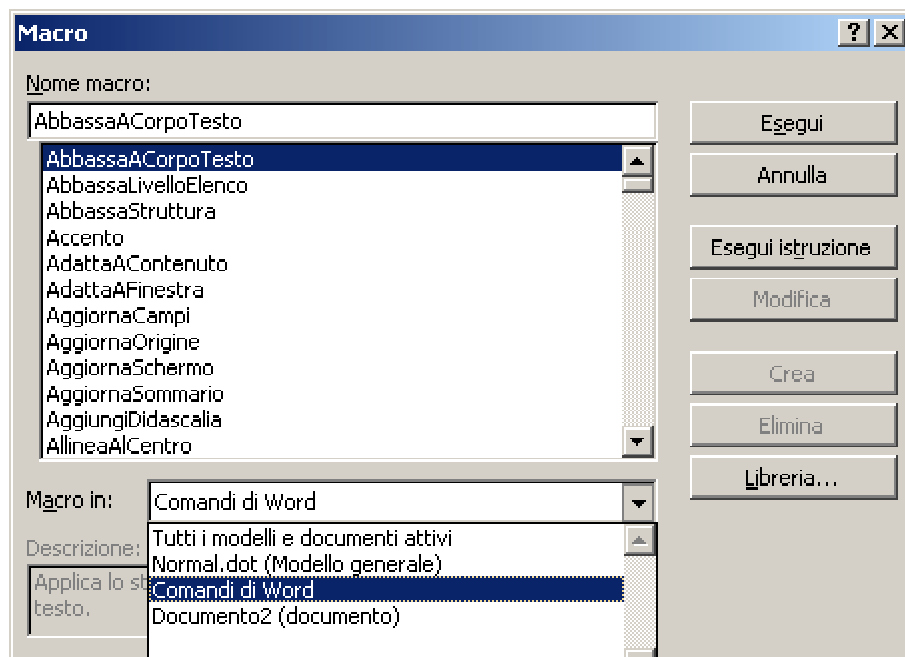 Macro
Nome macro:
AbbassaACorpoTesto
AbbassaACorpoTesto
AbbassaLivelloElenco
AbbassaStruttura
Accento
AdattaAContenuto
AdattaAFinestra
AggiornaCampi
AggiornaOrigine
AggiornaSchermo
AggiornaSommario
AggiungiDidascalia
AllineaAlCentro
Esegui
Annulla
Esegui istruzione
Modifica
Crea
Elimina
Libreria...
Macro in:
Comandi di Word
Tutti i modelli e documenti attivi
Normal.dot (Modello generale)
Comandi di Word
Documento2 (documento)
Descrizione:
Applica lo
testo.